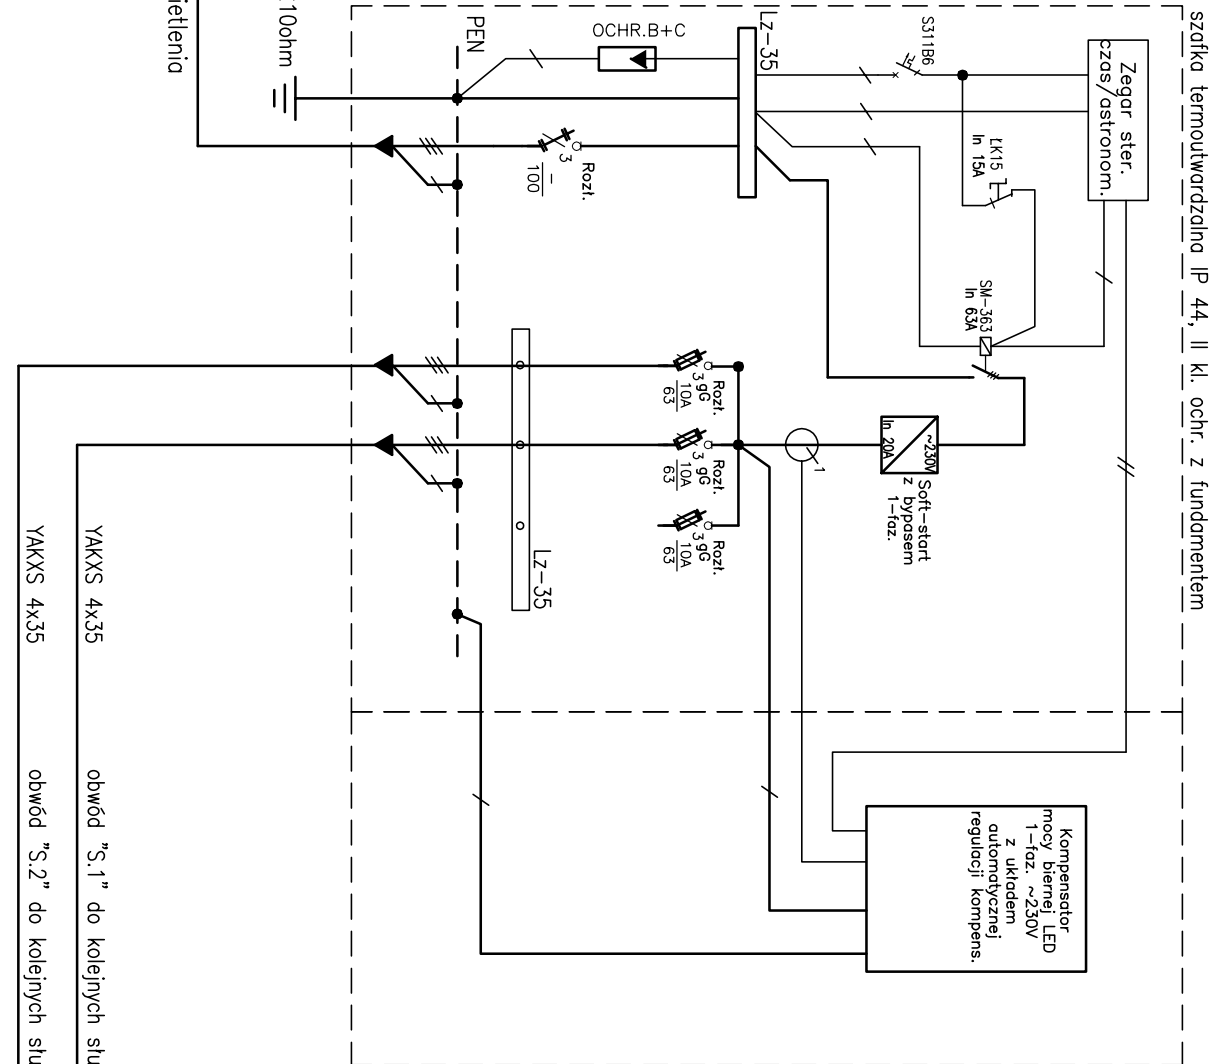 szafka termoutwardzalna IP 44, II kl. ochr. z fundamentem
Zegar ster.
czas/astronom.
S311B6
ŁK15
In 15A
SM-363
In 63A
~230V
In 20A
Soft-start
z bypasem
1-faz.
1
Kompensator
mocy biernej LED
1-faz. ~230V
z układem
automatycznej
regulacji kompens.
Lz-35
OCHR.B+C
Rozł.
3
-
100
Rozł.
3 gG
10A
63
Rozł.
3 gG
10A
63
Rozł.
3 gG
10A
63
Lz-35
PEN
10ohm
ietlenia
YAKXS 4x35
obwód "S.1" do kolejnych słu
YAKXS 4x35
obwód "S.2" do kolejnych słu